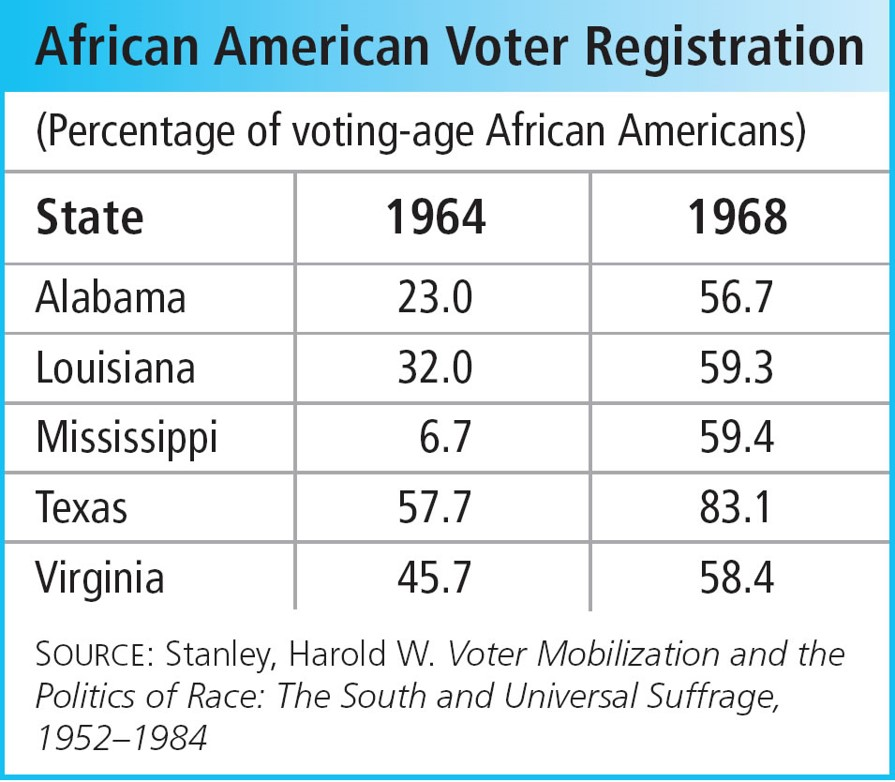 African American Voter Registration
(Percentage of voting-age African Americans)
State 1964 1968
Alabama 23.0 56.7
Louisiana 32.0 59.3
Mississippi 6.7 59.4
Texas 57.7 83.1
Virginia 45.7 58.4
SOURCE: Stanley, Harold W. Voter Mobilization and the
Politics of Race: The South and Universal Suffrage,
1952–1984